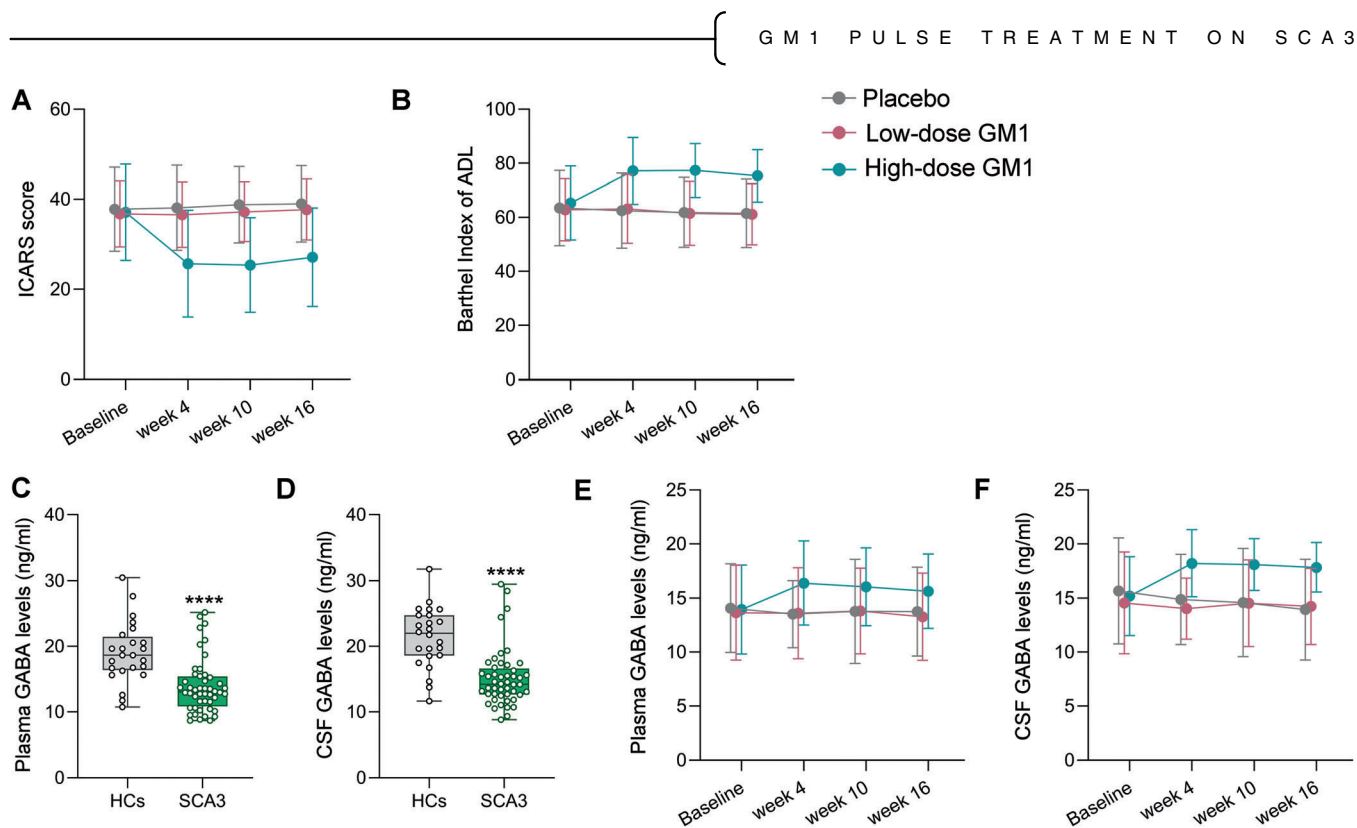 GM1 PULSE TREATMENT ON SCA3
A
ICARS score
60
40
20
0
Baseline
week 4
week 10
week 16
B
Barthel Index of ADL
100
80
60
40
20
0
Baseline
week 4
week 10
week 16
Placebo
Low-dose GM1
High-dose GM1
C
Plasma GABA levels (ng/ml)
40
30
20
10
0
****
HCs
SCA3
D
CSF GABA levels (ng/ml)
40
30
20
10
0
****
HCs
SCA3
E
Plasma GABA levels (ng/ml)
25
20
15
10
5
0
Baseline
week 4
week 10
week 16
F
CSF GABA levels (ng/ml)
25
20
15
10
5
0
Baseline
week 4
week 10
week 16